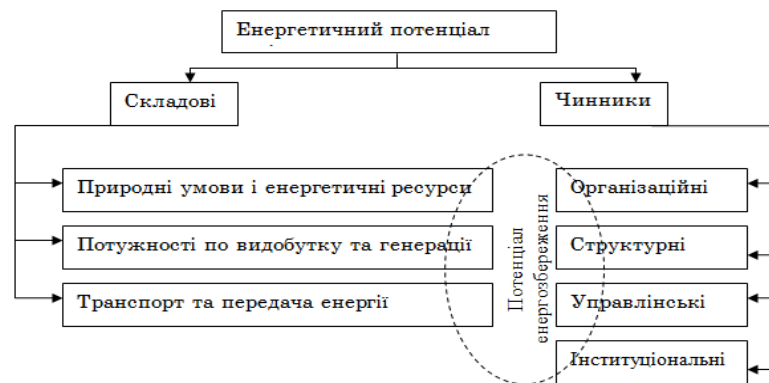 Енергетичний потенціал
Складові
Чинники
Природні умови і енергетичні ресурси
Потужності по видобутку та генерації
Транспорт та передача енергії
Потенціал
енергозбереження
Організаційні
Структурні
Управлінські
Інституціональні